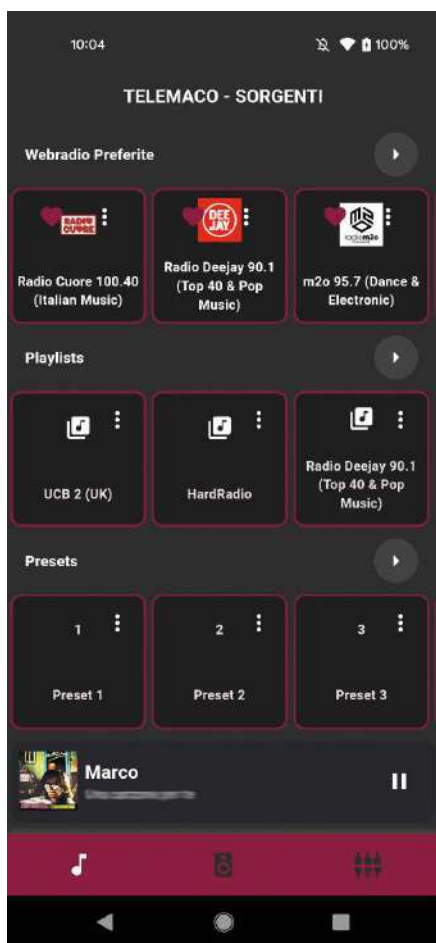 10:04
100%
TELEMACO - SORGENTI
Webradio Preferite
RADIO
CUORE
DEE
JAY
radiom2o
Radio Cuore 100.40
(Italian Music)
Radio Deejay 90.1
(Top 40 & Pop
Music)
m2o 95.7 (Dance &
Electronic)
Playlists
UCB 2 (UK)
HardRadio
Radio Deejay 90.1
(Top 40 & Pop
Music)
Presets
1
2
3
Preset 1
Preset 2
Preset 3
Marco